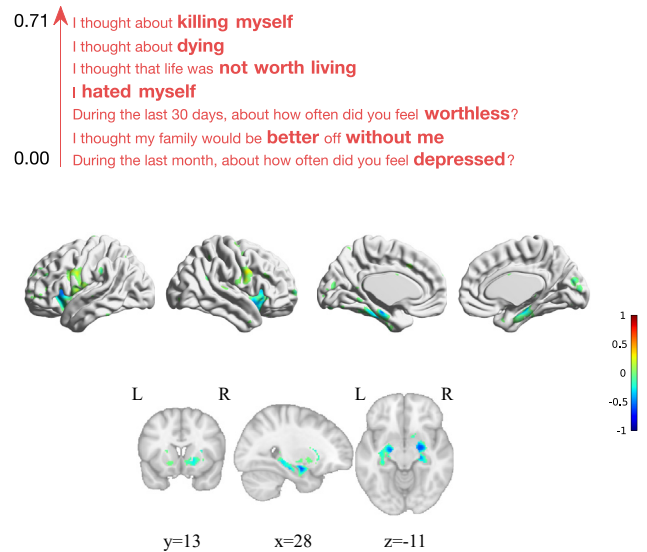 0.71
I thought about killing myself
I thought about dying
I thought that life was not worth living
I hated myself
During the last 30 days, about how often did you feel worthless?
I thought my family would be better off without me
0.00
During the last month, about how often did you feel depressed?
1
0.5
0
-0.5
-1
L R L R
y=13 x=28 z=-11